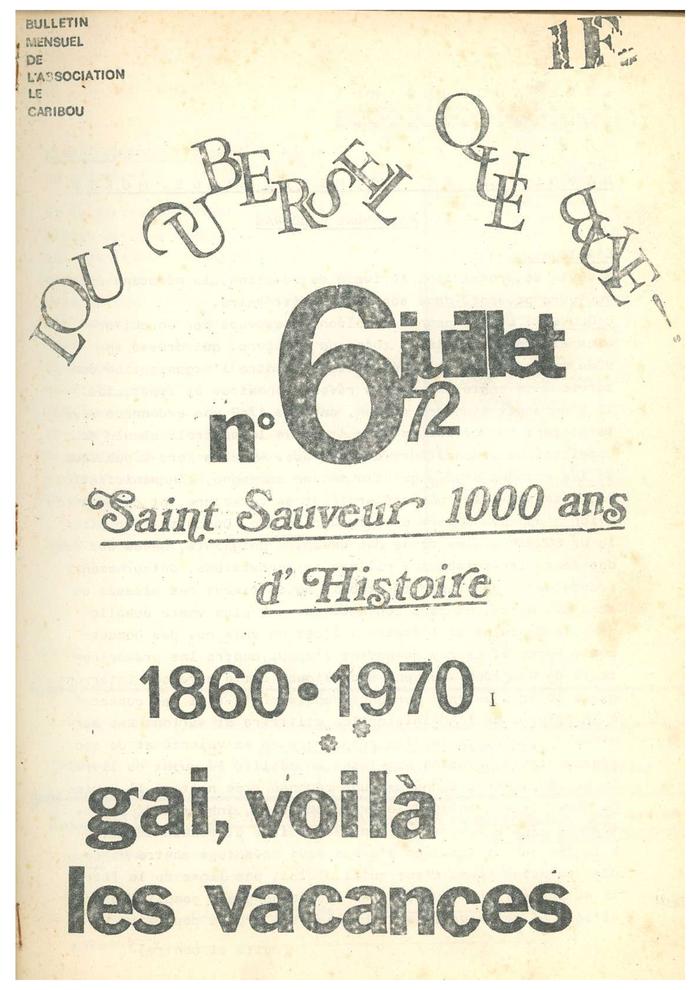 BULLETIN
MENSUEL
DE
L'ASSOCIATION
LE
CARIBOU
1F.
LOU CUBERSEL QUE
n° 6 juillet 72
Saint Sauveur 1000 ans
d'Histoire
1860 • 1970 I
gai, voilà
les vacances